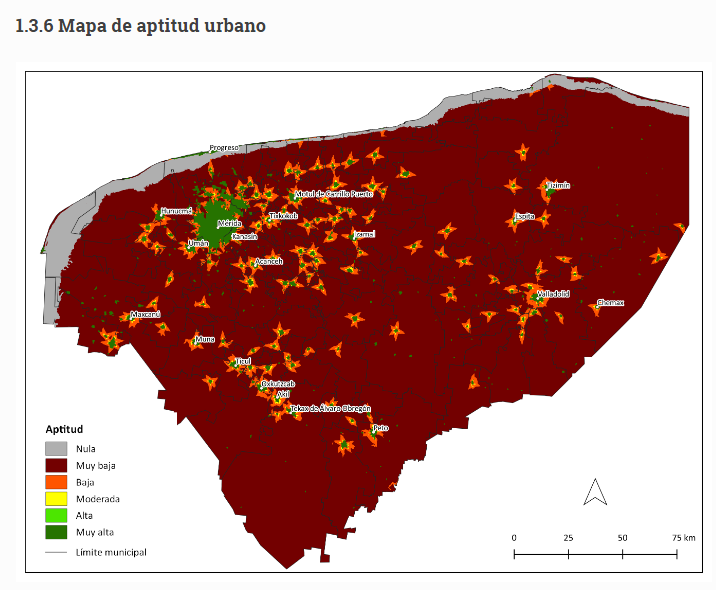 1.3.6 Mapa de aptitud urbano
Progreso
Tizimín
Motul de Carrillo Puerto
Hunucmá
Tixkokob
Espita
Mérida
Kanasín
Izamal
Umán
Acanceh
Valladolid
Chemax
Maxcanú
Muna
Ticul
Oxkutzcab
Akil
Tekax de Álvaro Obregón
Peto
Aptitud
Nula
Muy baja
Baja
Moderada
Alta
Muy alta
Límite municipal
0 25 50 75 km